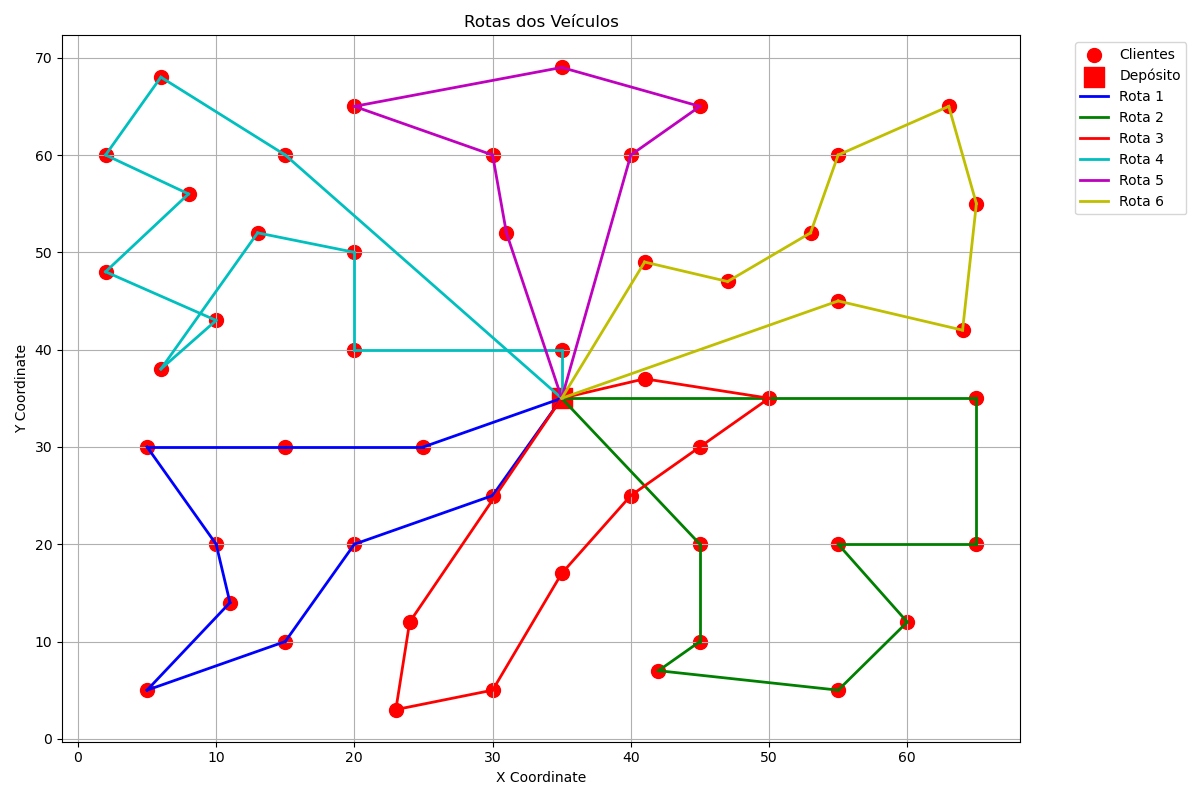 Rotas dos Veículos
Y Coordinate
70
60
50
40
30
20
10
0
0 10 20 30 40 50 60
X Coordinate
Clientes
Depósito
Rota 1
Rota 2
Rota 3
Rota 4
Rota 5
Rota 6